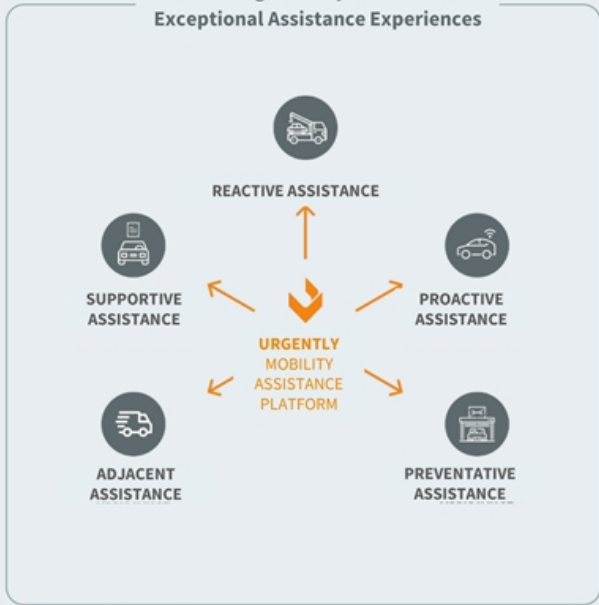 Exceptional Assistance Experiences
REACTIVE ASSISTANCE
SUPPORTIVE
ASSISTANCE
PROACTIVE
ASSISTANCE
URGENTLY
MOBILITY
ASSISTANCE
PLATFORM
ADJACENT
ASSISTANCE
PREVENTATIVE
ASSISTANCE